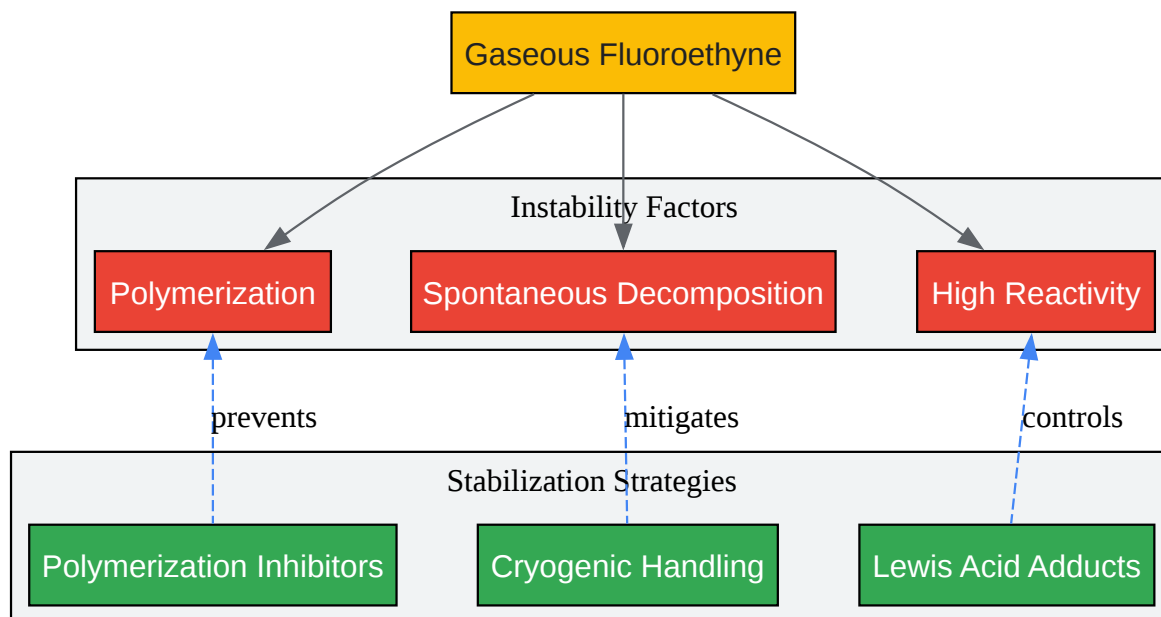 Gaseous Fluoroethyne
Instability Factors
Polymerization
Spontaneous Decomposition
High Reactivity
prevents
mitigates
controls
Stabilization Strategies
Polymerization Inhibitors
Cryogenic Handling
Lewis Acid Adducts